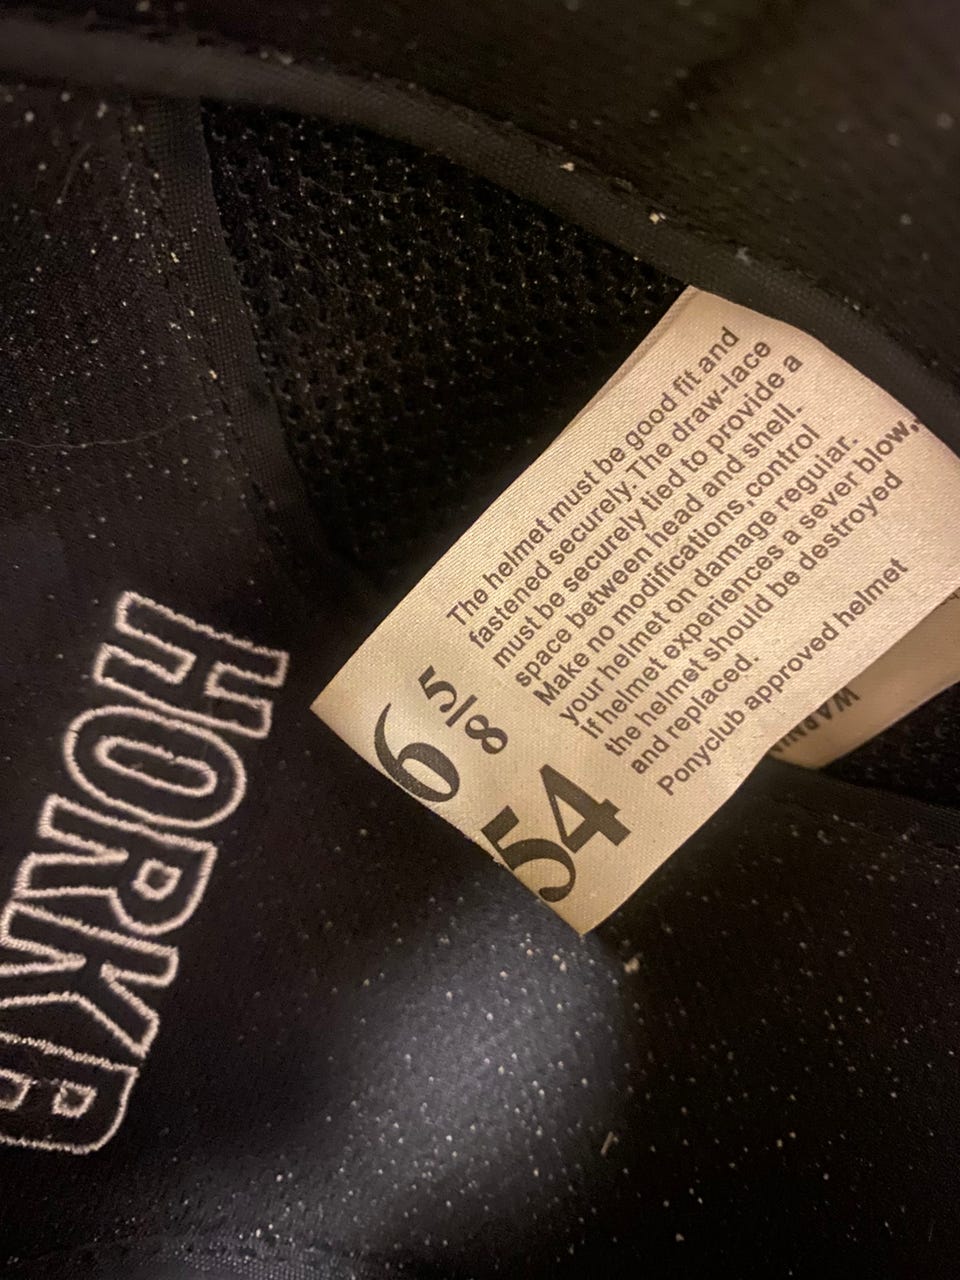 HORKA
6 5/8
54
The helmet must be good fit and
fastened securely. The draw-lace
must be securely tied to provide a
space between head and shell.
Make no modifications,control
your helmet on damage regular.
If helmet experiences a sever blow,
the helmet should be destroyed
and replaced.
Ponyclub approved helmet